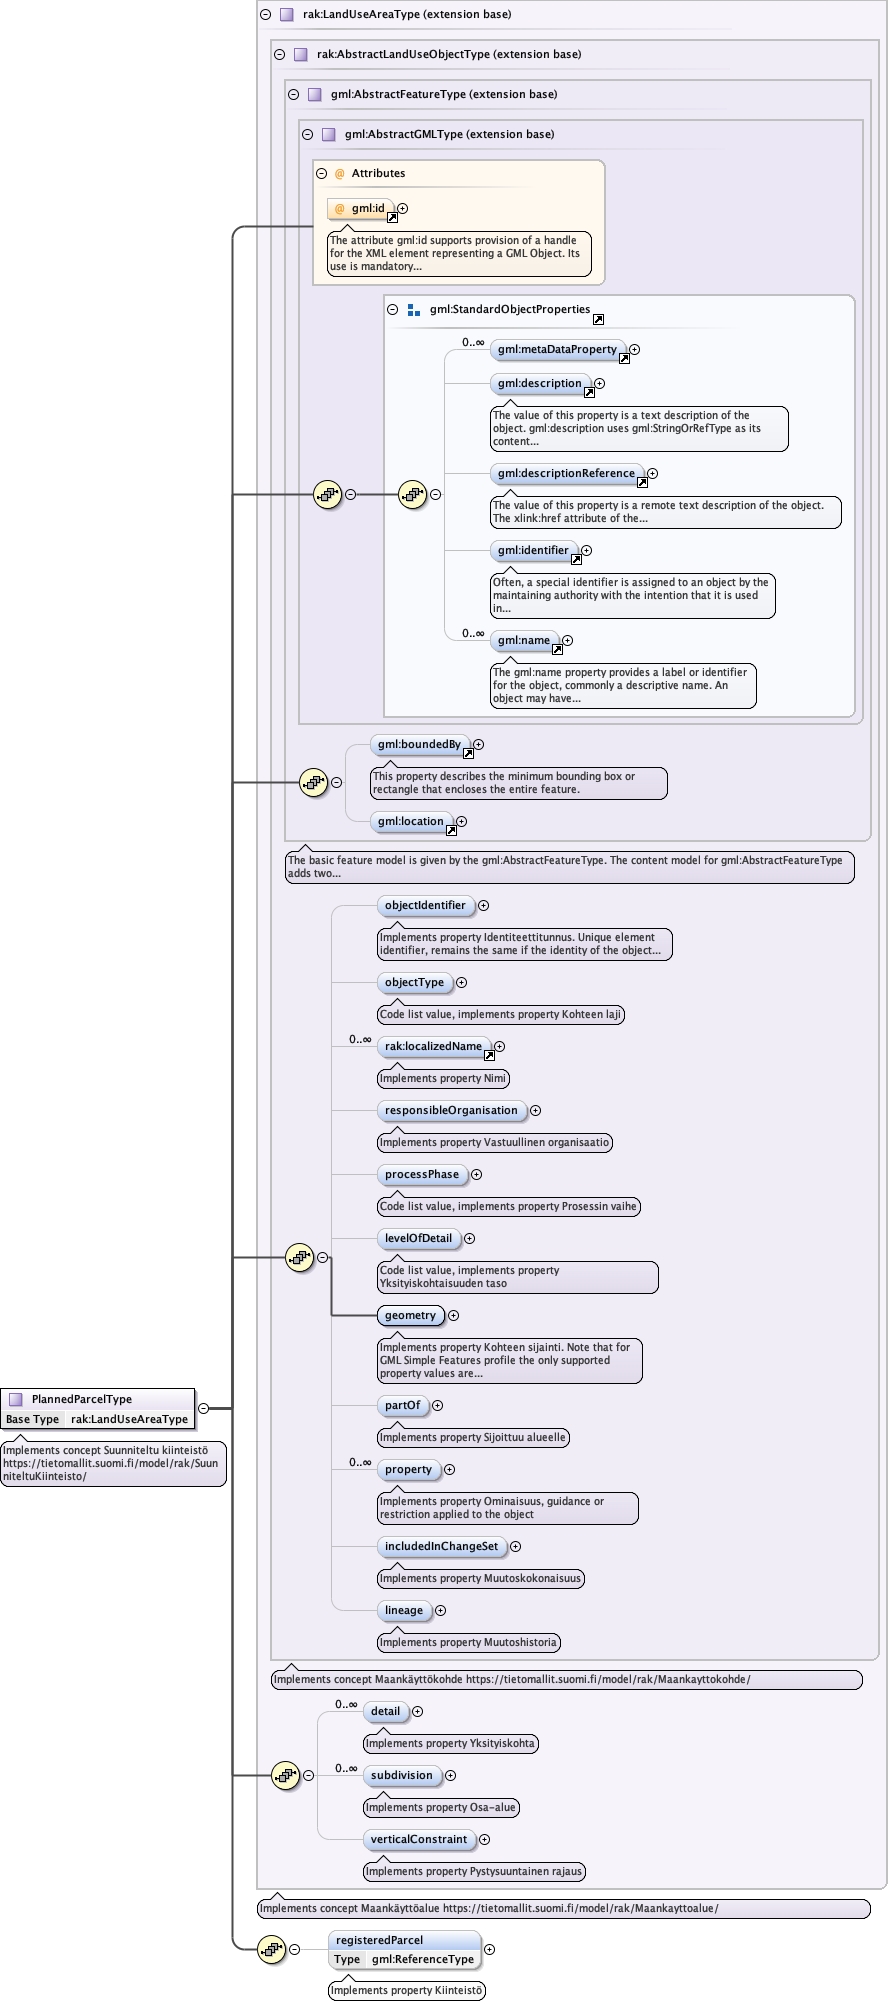 rak:LandUseAreaType (extension base)
rak:AbstractLandUseObjectType (extension base)
gml:AbstractFeatureType (extension base)
gml:AbstractGMLType (extension base)
@ Attributes
@ gml:id
The attribute gml:id supports provision of a handle
for the XML element representing a GML Object. Its
use is mandatory...
gml:StandardObjectProperties
0..∞
gml:metaDataProperty
gml:description
The value of this property is a text description of the
object. gml:description uses gml:StringOrRefType as its
content...
gml:descriptionReference
The value of this property is a remote text description of the object.
The xlink:href attribute of the...
gml:identifier
Often, a special identifier is assigned to an object by the
maintaining authority with the intention that it is used
in...
0..∞
gml:name
The gml:name property provides a label or identifier
for the object, commonly a descriptive name. An
object may have...
gml:boundedBy
This property describes the minimum bounding box or
rectangle that encloses the entire feature.
gml:location
The basic feature model is given by the gml:AbstractFeatureType. The content model for gml:AbstractFeatureType
adds two...
objectIdentifier
Implements property Identiteettitunnus. Unique element
identifier, remains the same if the identity of the object...
objectType
Code list value, implements property Kohteen laji
0..∞
rak:localizedName
Implements property Nimi
responsibleOrganisation
Implements property Vastuullinen organisaatio
processPhase
Code list value, implements property Prosessin vaihe
levelOfDetail
Code list value, implements property
Yksityiskohtaisuuden taso
geometry
Implements property Kohteen sijainti. Note that for
GML Simple Features profile the only supported
property values are...
PlannedParcelType
Base Type rak:LandUseAreaType
Implements concept Suunniteltu kiinteistö
https://tietomallit.suomi.fi/model/rak/Suun
niteltuKiinteisto/
partOf
Implements property Sijoittuu alueelle
0..∞
property
Implements property Ominaisuus, guidance or
restriction applied to the object
includedInChangeSet
Implements property Muutoskokonaisuus
lineage
Implements property Muutoshistoria
Implements concept Maankäyttökohde https://tietomallit.suomi.fi/model/rak/Maankayttokohde/
0..∞
detail
Implements property Yksityiskohta
0..∞
subdivision
Implements property Osa-alue
verticalConstraint
Implements property Pystysuuntainen rajaus
Implements concept Maankäyttöalue https://tietomallit.suomi.fi/model/rak/Maankayttoalue/
registeredParcel
Type gml:ReferenceType
Implements property Kiinteistö